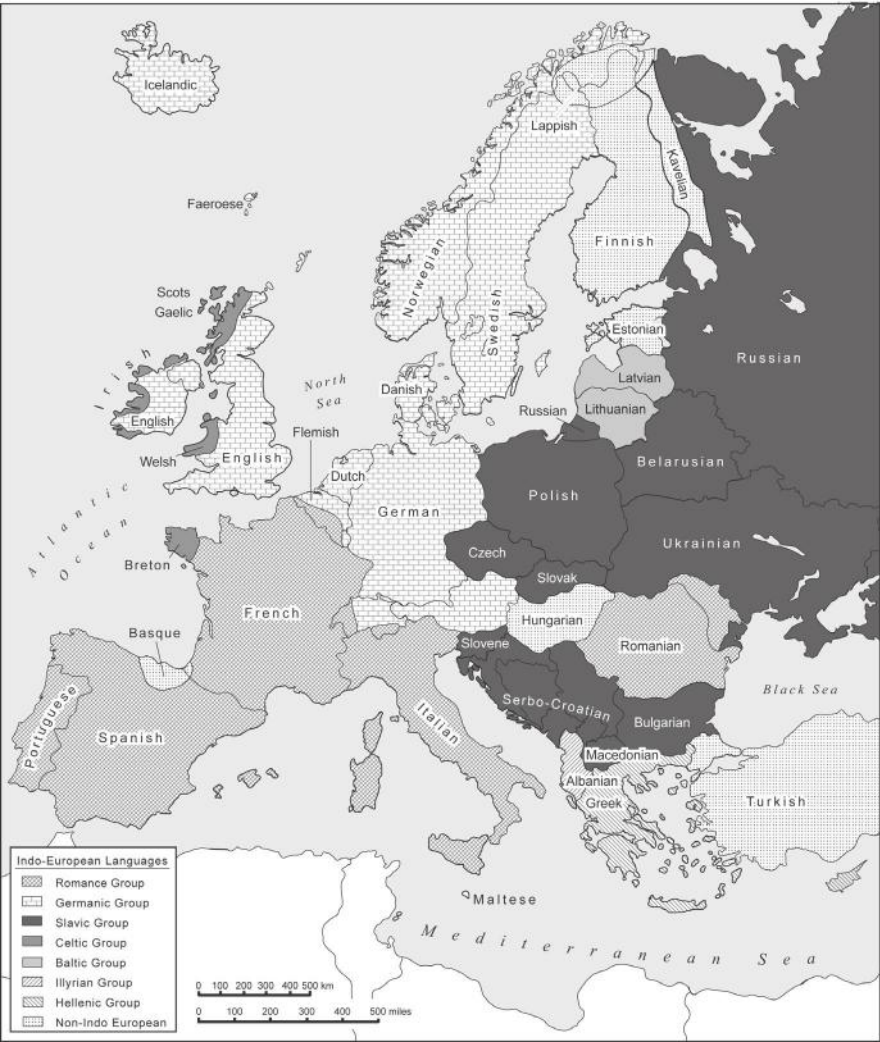 Icelandic
Lappish
Kavelian
Faeroese
Finnish
Norwegian
Swedish
Scots
Gaelic
Estonian
Russian
Irish
North
Sea
Danish
Latvian
Lithuanian
Russian
English
Flemish
Welsh
English
Dutch
Belarusian
Polish
German
Atlantic
Ocean
Ukrainian
Czech
Breton
Slovak
French
Hungarian
Basque
Slovene
Romanian
Black Sea
Portuguese
Spanish
Italian
Serbo-Croatian
Bulgarian
Macedonian
Albanian
Greek
Turkish
Maltese
Mediterranean Sea
Indo-European Languages
Romance Group
Germanic Group
Slavic Group
Celtic Group
Baltic Group
Illyrian Group
Hellenic Group
Non-Indo European
0 100 200 300 400 500 km
0 100 200 300 400 500 miles